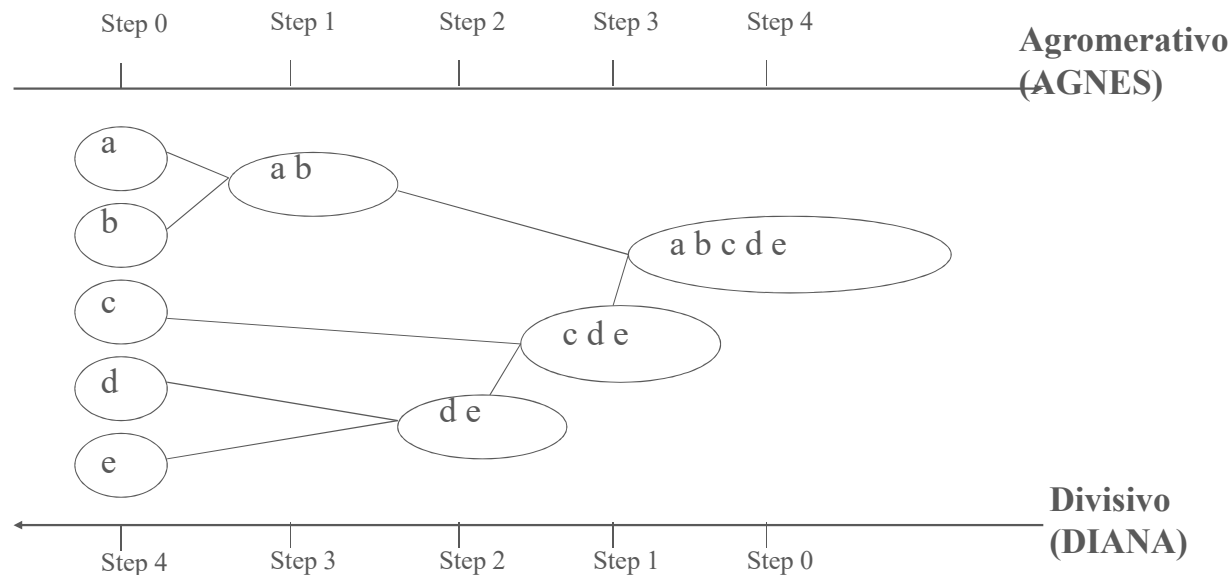 Step 0 Step 1 Step 2 Step 3 Step 4
Agromerativo
(AGNES)
a
a b
b
a b c d e
c
c d e
d
d e
e
Divisivo
(DIANA)
Step 4 Step 3 Step 2 Step 1 Step 0